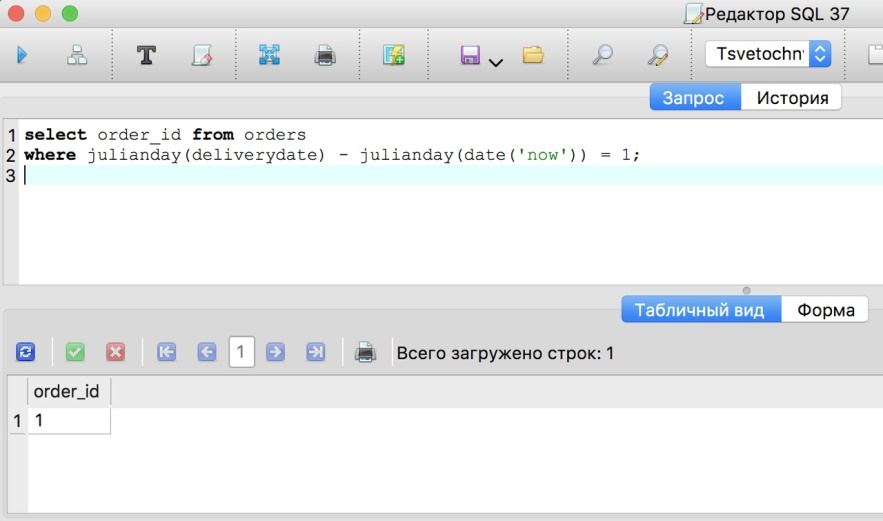 Редактор SQL 37
T
Запрос
История
1 select order_id from orders
2 where julianday(deliverydate) - julianday(date('now')) = 1;
3
Табличный вид
Форма
1
Всего загружено строк: 1
order_id
1 1